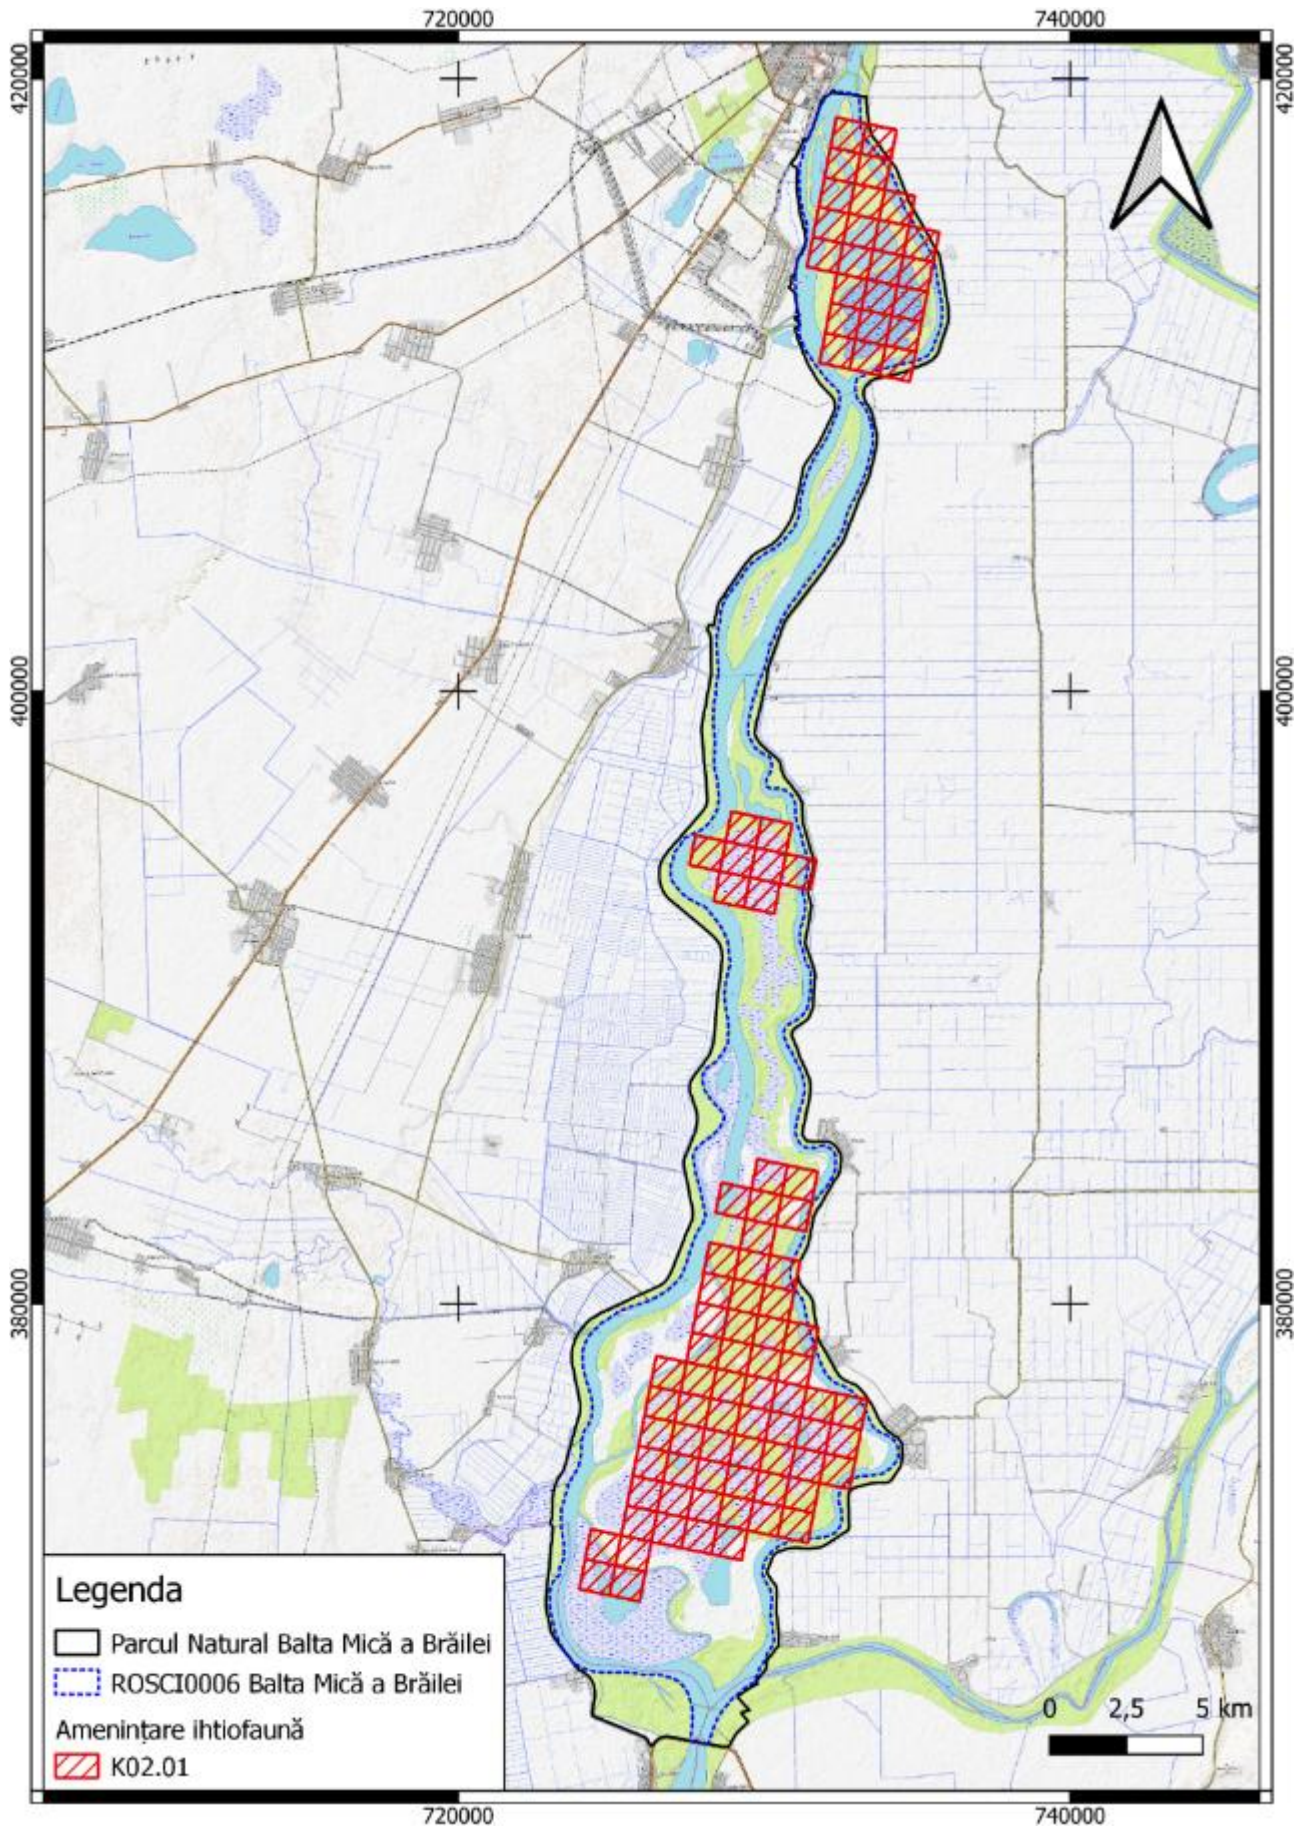 720000 740000
420000 420000
400000 400000
380000 380000
Legenda
Parcul Natural Balta Mică a Brăilei
ROSCI0006 Balta Mică a Brăilei
Amenințare ihtiofaună
K02.01
0 2,5 5 km
720000 740000